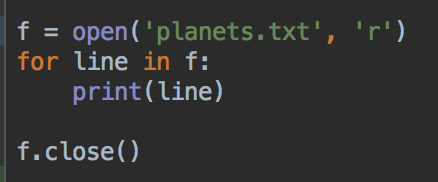 f = open('planets.txt', 'r')
for line in f:
    print(line)

f.close()